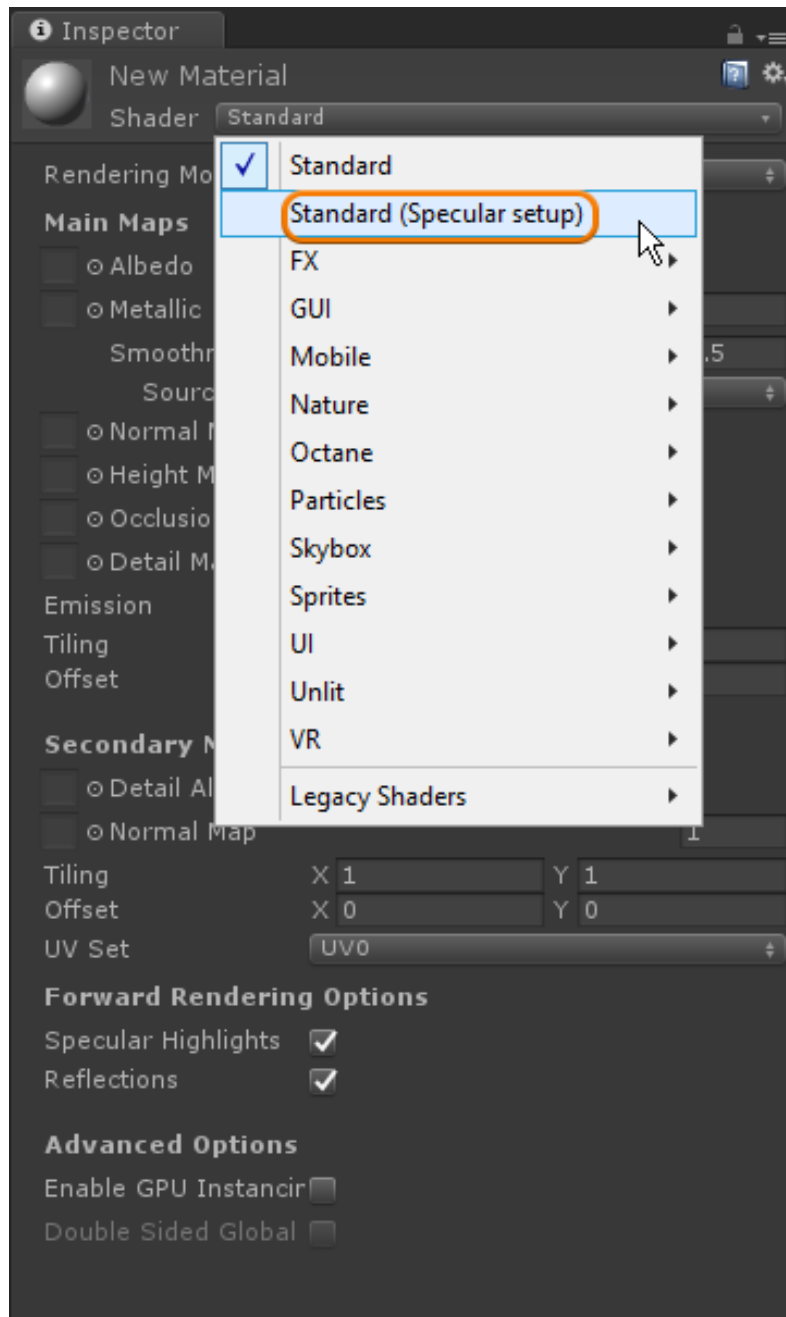 Inspector
New Material
Shader Standard
Standard
Rendering Mo
Standard (Specular setup)
Main Maps
FX
Albedo
GUI
Metallic
Mobile
Smoothn .5
Sourc
Nature
Normal M
Octane
Height M
Particles
Occlusio
Skybox
Detail Ma
Sprites
Emission
UI
Tiling
Offset
Unlit
VR
Secondary M
Detail Al
Legacy Shaders
Normal Map 1
Tiling X 1 Y 1
Offset X 0 Y 0
UV Set UV0
Forward Rendering Options
Specular Highlights
Reflections
Advanced Options
Enable GPU Instancin
Double Sided Global